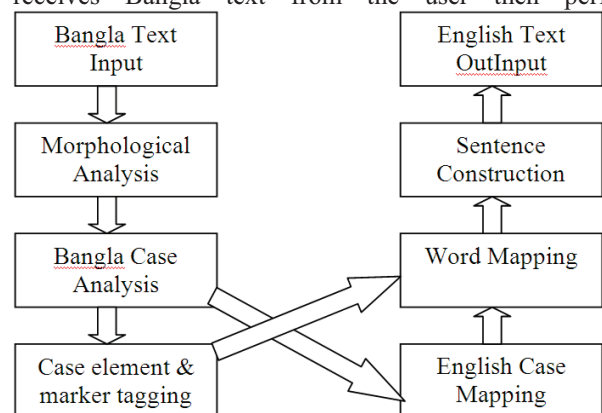 receives Bangla text from the user then
Bangla Text
Input
Morphological
Analysis
Bangla Case
Analysis
Case element &
marker tagging
English Text
OutInput
Sentence
Construction
Word Mapping
English Case
Mapping